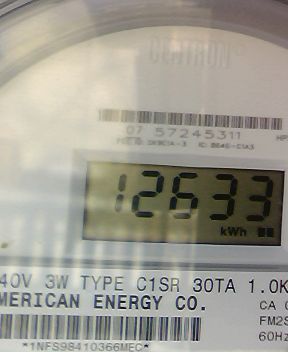 CENTRON
07 57245311
12633
kWh
40V 3W TYPE C1SR 30TA 1.0K
MERICAN ENERGY CO.
CA
FM2S
60Hz
*1NFS98410366MEC*